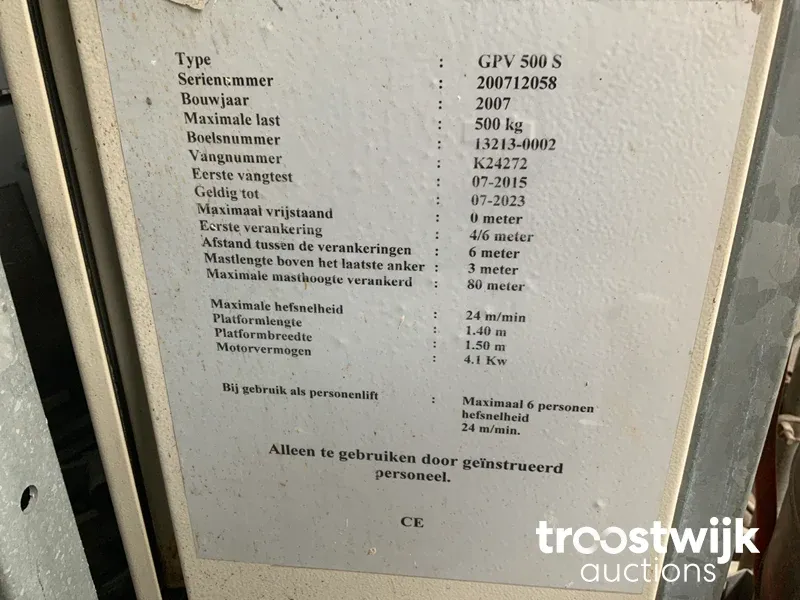 Type : GPV 500 S
Serienummer : 200712058
Bouwjaar : 2007
Maximale last : 500 kg
Boelsnummer : 13213-0002
Vangnummer : K24272
Eerste vangtest : 07-2015
Geldig tot : 07-2023
Maximaal vrijstaand : 0 meter
Eerste verankering : 4/6 meter
Afstand tussen de verankeringen : 6 meter
Mastlengte boven het laatste anker : 3 meter
Maximale masthoogte verankerd : 80 meter
Maximale hefsnelheid : 24 m/min
Platformlengte : 1.40 m
Platformbreedte : 1.50 m
Motorvermogen : 4.1 Kw
Bij gebruik als personenlift : Maximaal 6 personen
hefsnelheid
24 m/min.
Alleen te gebruiken door geïnstrueerd
personeel.
CE
troostwijk
auctions